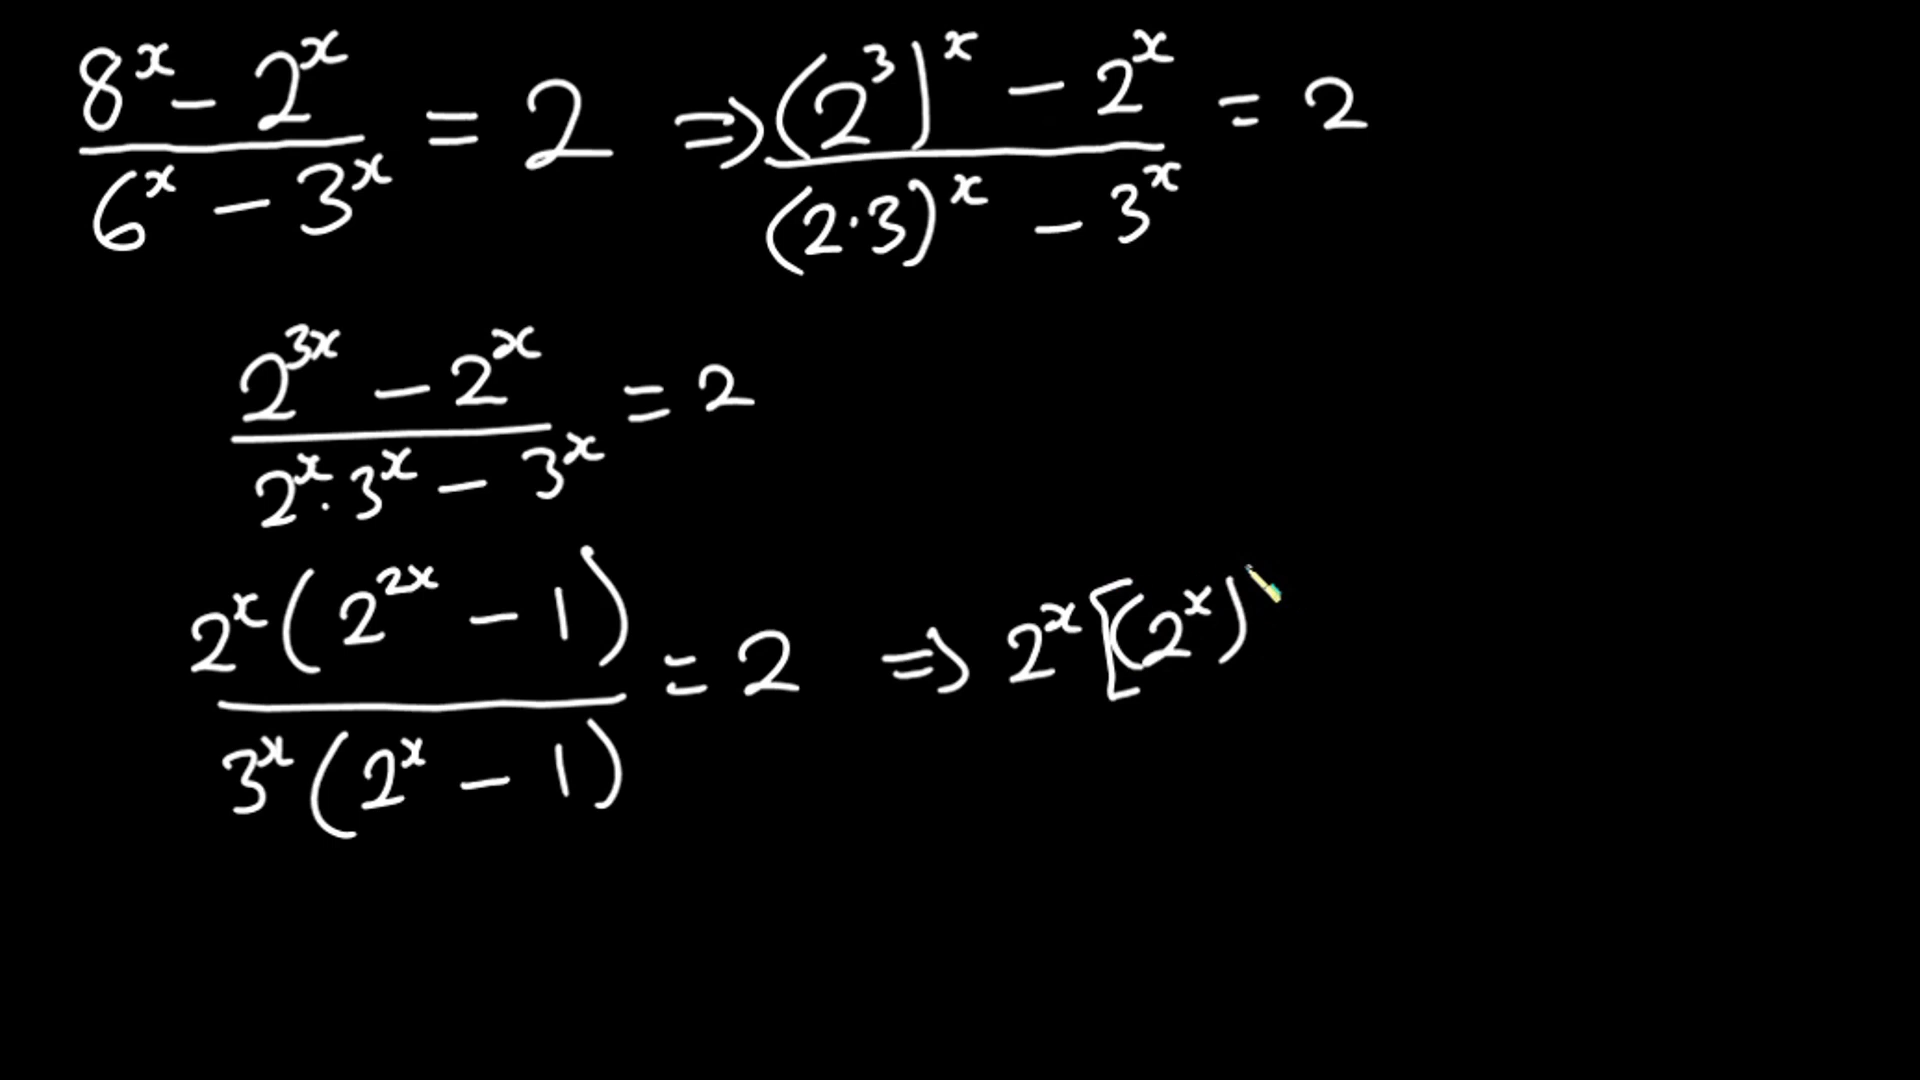 8^x - 2^x / 6^x - 3^x = 2 ⇒ (2^3)^x - 2^x / (2·3)^x - 3^x = 2
2^3x - 2^x / 2^x · 3^x - 3^x = 2
2^x (2^2x - 1) / 3^x (2^x - 1) = 2 ⇒ 2^x [(2^x)